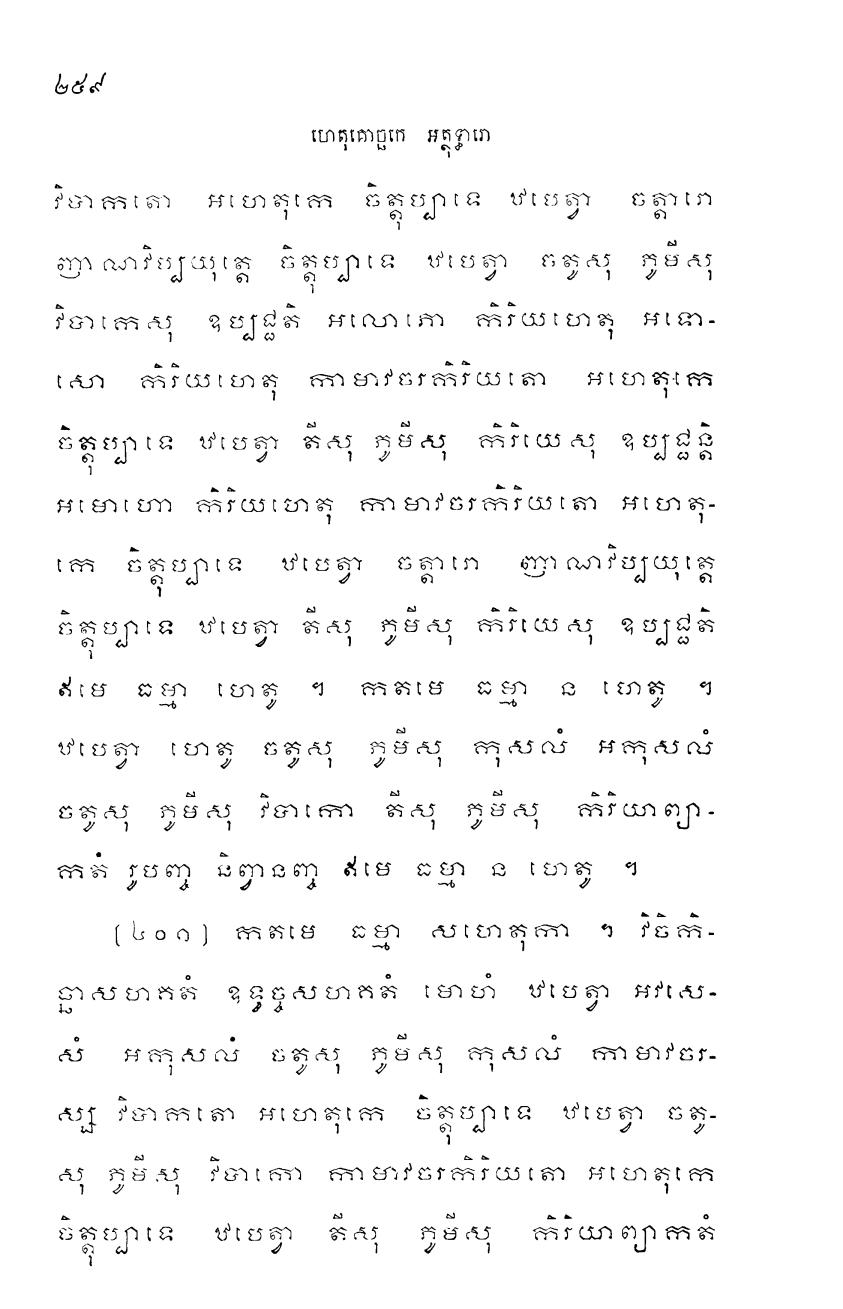 ២៥៩
ហេតុគោច្ឆកេ អត្ថុទ្ធារោ
វិបាកតោ អហេតុកេ ចិត្តុប្បាទេ ឋបេត្វា ចត្តារោ
ញាណវិប្បយុត្តេ ចិត្តុប្បាទេ ឋបេត្វា ចតូសុ ភូមីសុ
វិបាកេសុ ឧប្បជ្ជតិ អលោភោ កិរិយហេតុ អទោ-
សោ កិរិយហេតុ កាមាវចរកិរិយតោ អហេតុកេ
ចិត្តុប្បាទេ ឋបេត្វា តីសុ ភូមីសុ កិរិយេសុ ឧប្បជ្ជន្តិ
អមោហោ កិរិយហេតុ កាមាវចរកិរិយតោ អហេតុ-
កេ ចិត្តុប្បាទេ ឋបេត្វា ចត្តារោ ញាណវិប្បយុត្តេ
ចិត្តុប្បាទេ ឋបេត្វា តីសុ ភូមីសុ កិរិយេសុ ឧប្បជ្ជតិ
ឥមេ ធម្មា ហេតូ ។ កតមេ ធម្មា ន ហេតូ ។
ឋបេត្វា ហេតូ ចតូសុ ភូមីសុ កុសលំ អកុសលំ
ចតូសុ ភូមីសុ វិបាកោ តីសុ ភូមីសុ កិរិយាព្យា-
កតំ រូបញ្ច និព្វានញ្ច ឥមេ ធម្មា ន ហេតូ ។
[៤០១] កតមេ ធម្មា សហេតុកា ។ វិចិកិ-
ច្ឆាសហគតំ ឧទ្ធច្ចសហគតំ មោហំ ឋបេត្វា អវសេ-
សំ អកុសលំ ចតូសុ ភូមីសុ កុសលំ កាមាវចរ-
ស្ស វិបាកតោ អហេតុកេ ចិត្តុប្បាទេ ឋបេត្វា ចតូ-
សុ ភូមីសុ វិបាកោ កាមាវចរកិរិយតោ អហេតុកេ
ចិត្តុប្បាទេ ឋបេត្វា តីសុ ភូមីសុ កិរិយាព្យាកតំ